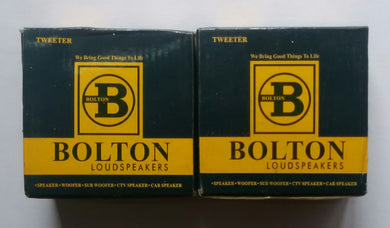 TWEETER
We Bring Good Things To Life
B
BOLTON
BOLTON
LOUDSPEAKERS
•SPEAKER•WOOFER•SUB WOOFER•CTV SPEAKER•CAR SPEAKER
TWEETER
We Bring Good Things To Life
B
BOLTON
BOLTON
LOUDSPEAKERS
•SPEAKER•WOOFER•SUB WOOFER•CTV SPEAKER•CAR SPEAKER